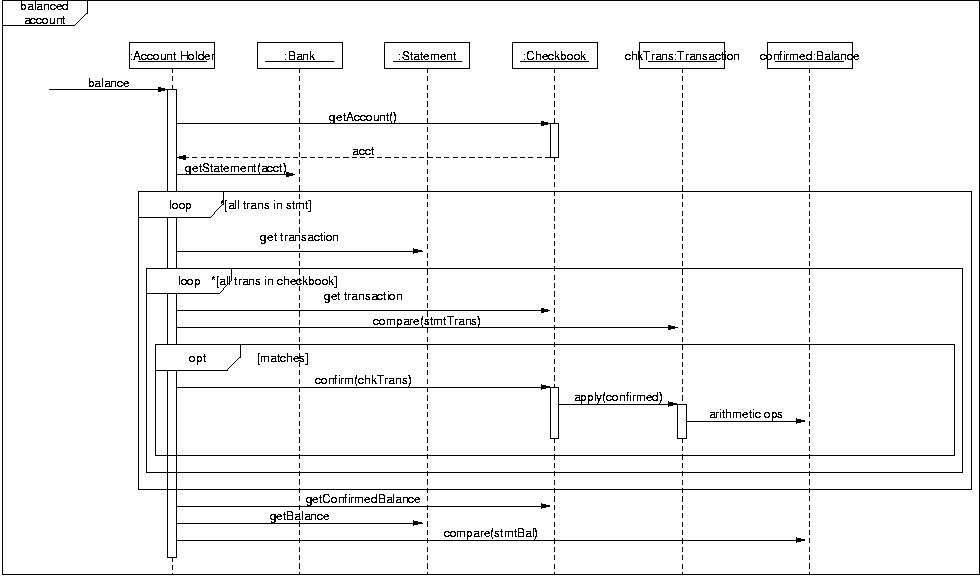 balanced
account
:Account Holder
:Bank
:Statement
:Checkbook
chkTrans:Transaction
confirmed:Balance
balance
getAccount()
acct
getStatement(acct)
loop *[all trans in stmt]
get transaction
loop *[all trans in checkbook]
get transaction
compare(stmtTrans)
opt [matches]
confirm(chkTrans)
apply(confirmed)
arithmetic ops
getConfirmedBalance
getBalance
compare(stmtBal)